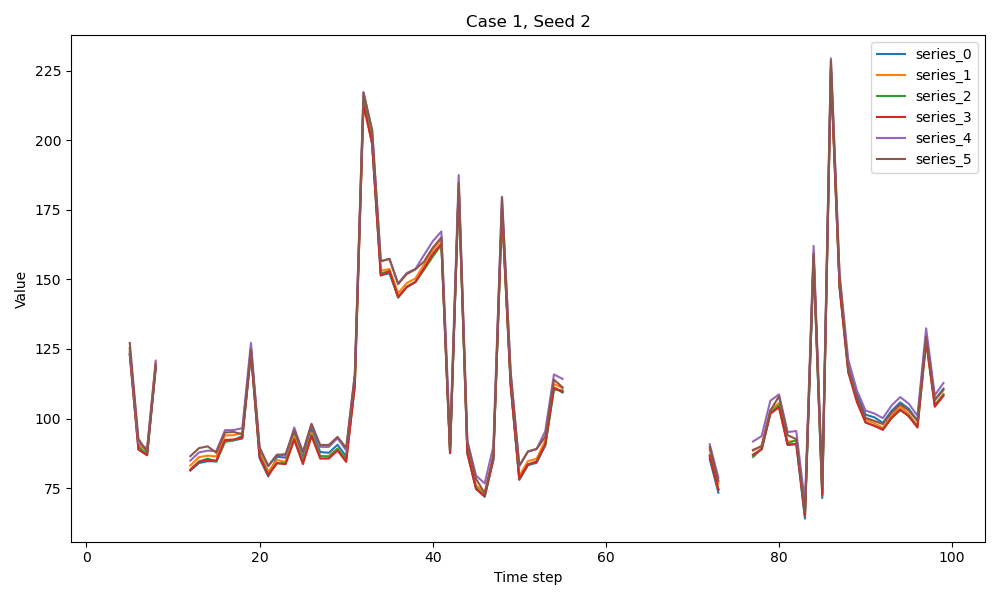 Case 1, Seed 2
Value
225
200
175
150
125
100
75
0
20
40
60
80
100
Time step
series_0
series_1
series_2
series_3
series_4
series_5